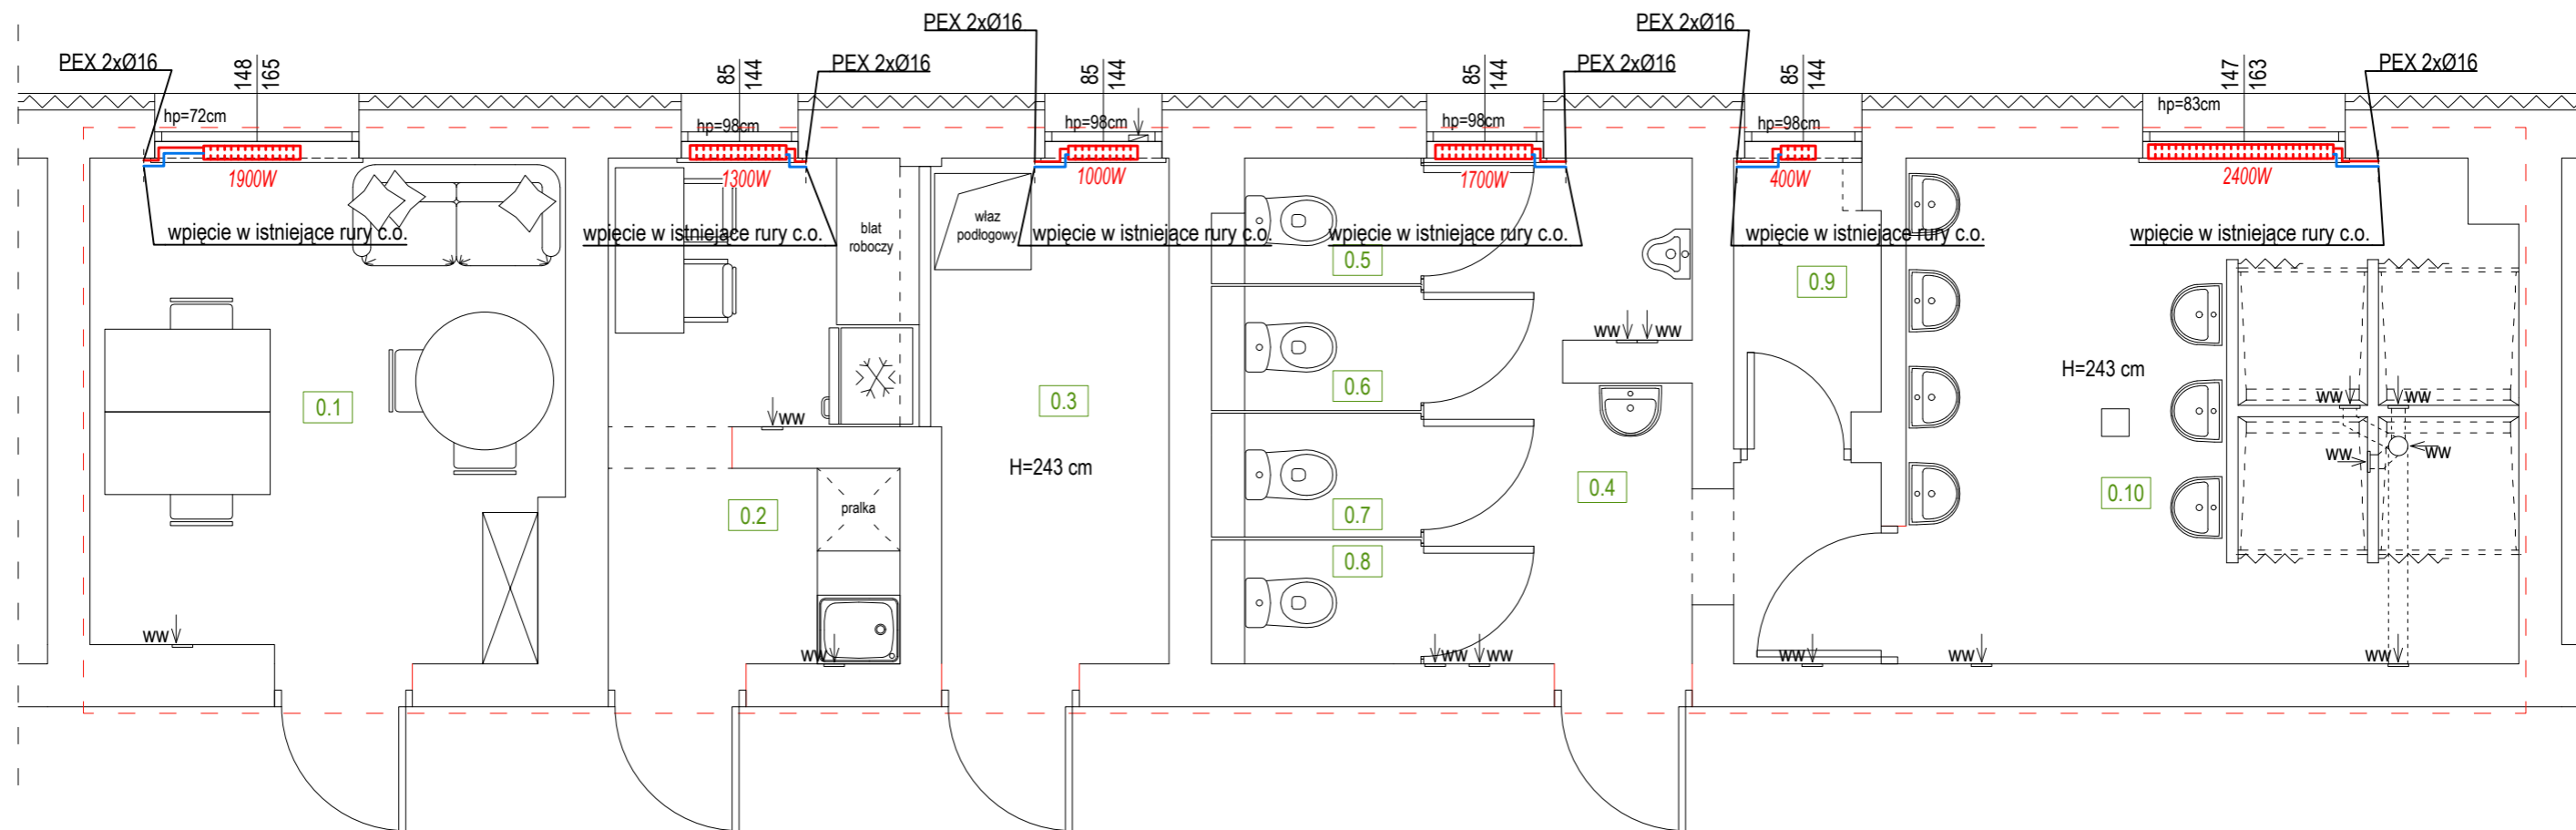 PEX 2xØ16
PEX 2xØ16
PEX 2xØ16
PEX 2xØ16
PEX 2xØ16
PEX 2xØ16
148
165
85
144
85
144
85
144
85
144
147
163
hp=72cm
hp=98cm
hp=98cm
hp=98cm
hp=98cm
hp=83cm
1900W
1300W
1000W
1700W
400W
2400W
wpięcie w istniejące rury c.o.
wpięcie w istniejące rury c.o.
wpięcie w istniejące rury c.o.
wpięcie w istniejące rury c.o.
wpięcie w istniejące rury c.o.
wpięcie w istniejące rury c.o.
blat
roboczy
właz
podłogowy
0.5
0.9
0.6
0.1
0.3
H=243 cm
H=243 cm
ww
ww
ww
ww
ww
ww
ww
0.2
pralka
0.7
0.4
0.10
0.8
ww
ww
ww
ww
ww
ww
ww